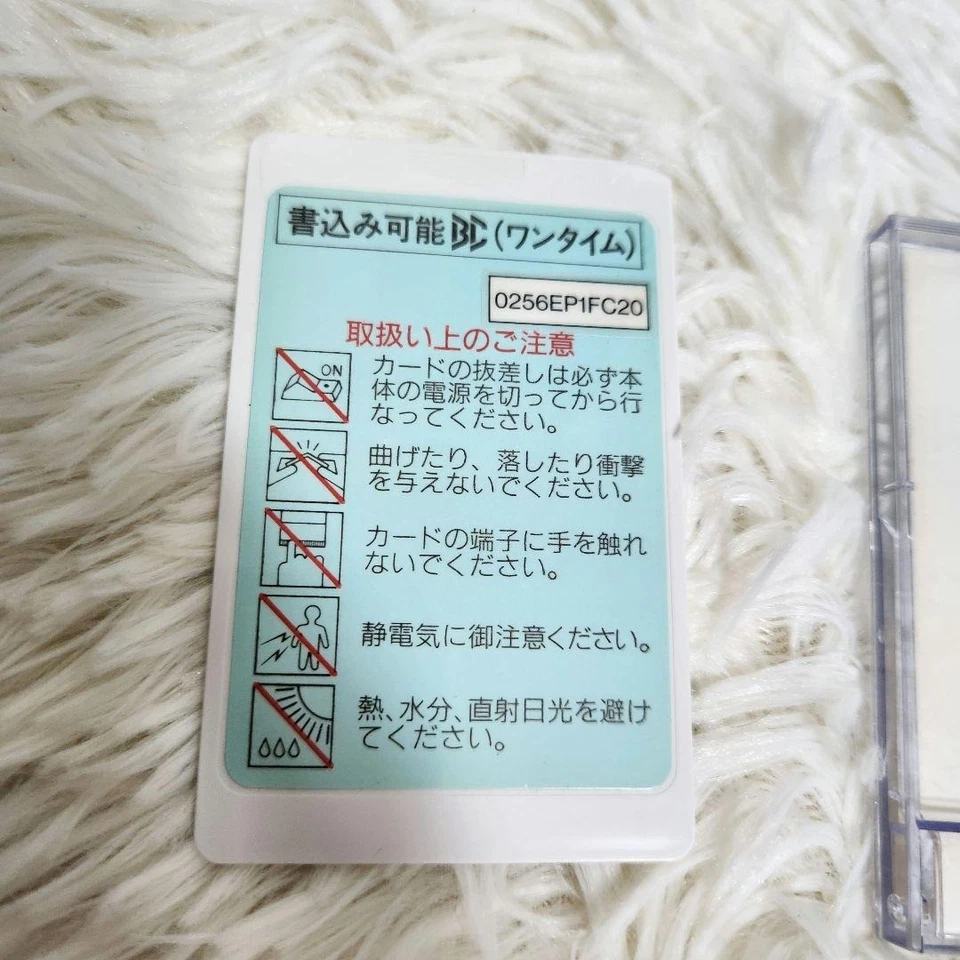 書込み可能BC(ワンタイム)
0256EP1FC20
取扱い上のご注意
ON
カードの抜差しは必ず本
体の電源を切ってから行
なってください。
曲げたり、落したり衝撃
を与えないでください。
カードの端子に手を触れ
ないでください。
静電気に御注意ください。
熱、水分、直射日光を避け
てください。